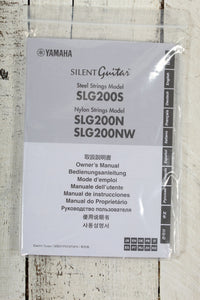 YAMAHA
SILENT Guitar
Steel Strings Model
SLG200S
Nylon Strings Model
SLG200N
SLG200NW
取扱説明書
Owner's Manual
Bedienungsanleitung
Mode d'emploi
Manuale dell'utente
Manual de instrucciones
Manual do Proprietário
Руководство пользователя
使用说明书
사용설명서